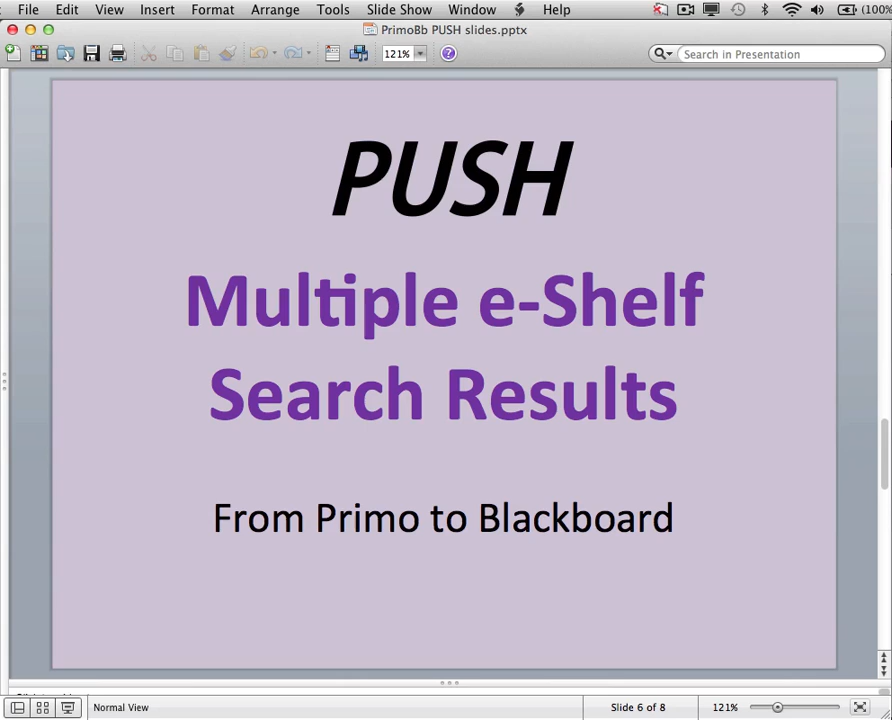 File Edit View Insert Format Arrange Tools Slide Show Window Help (100%
PrimoBb PUSH slides.pptx
121% Search in Presentation
PUSH
Multiple e-Shelf
Search Results
From Primo to Blackboard
Normal View Slide 6 of 8 121%